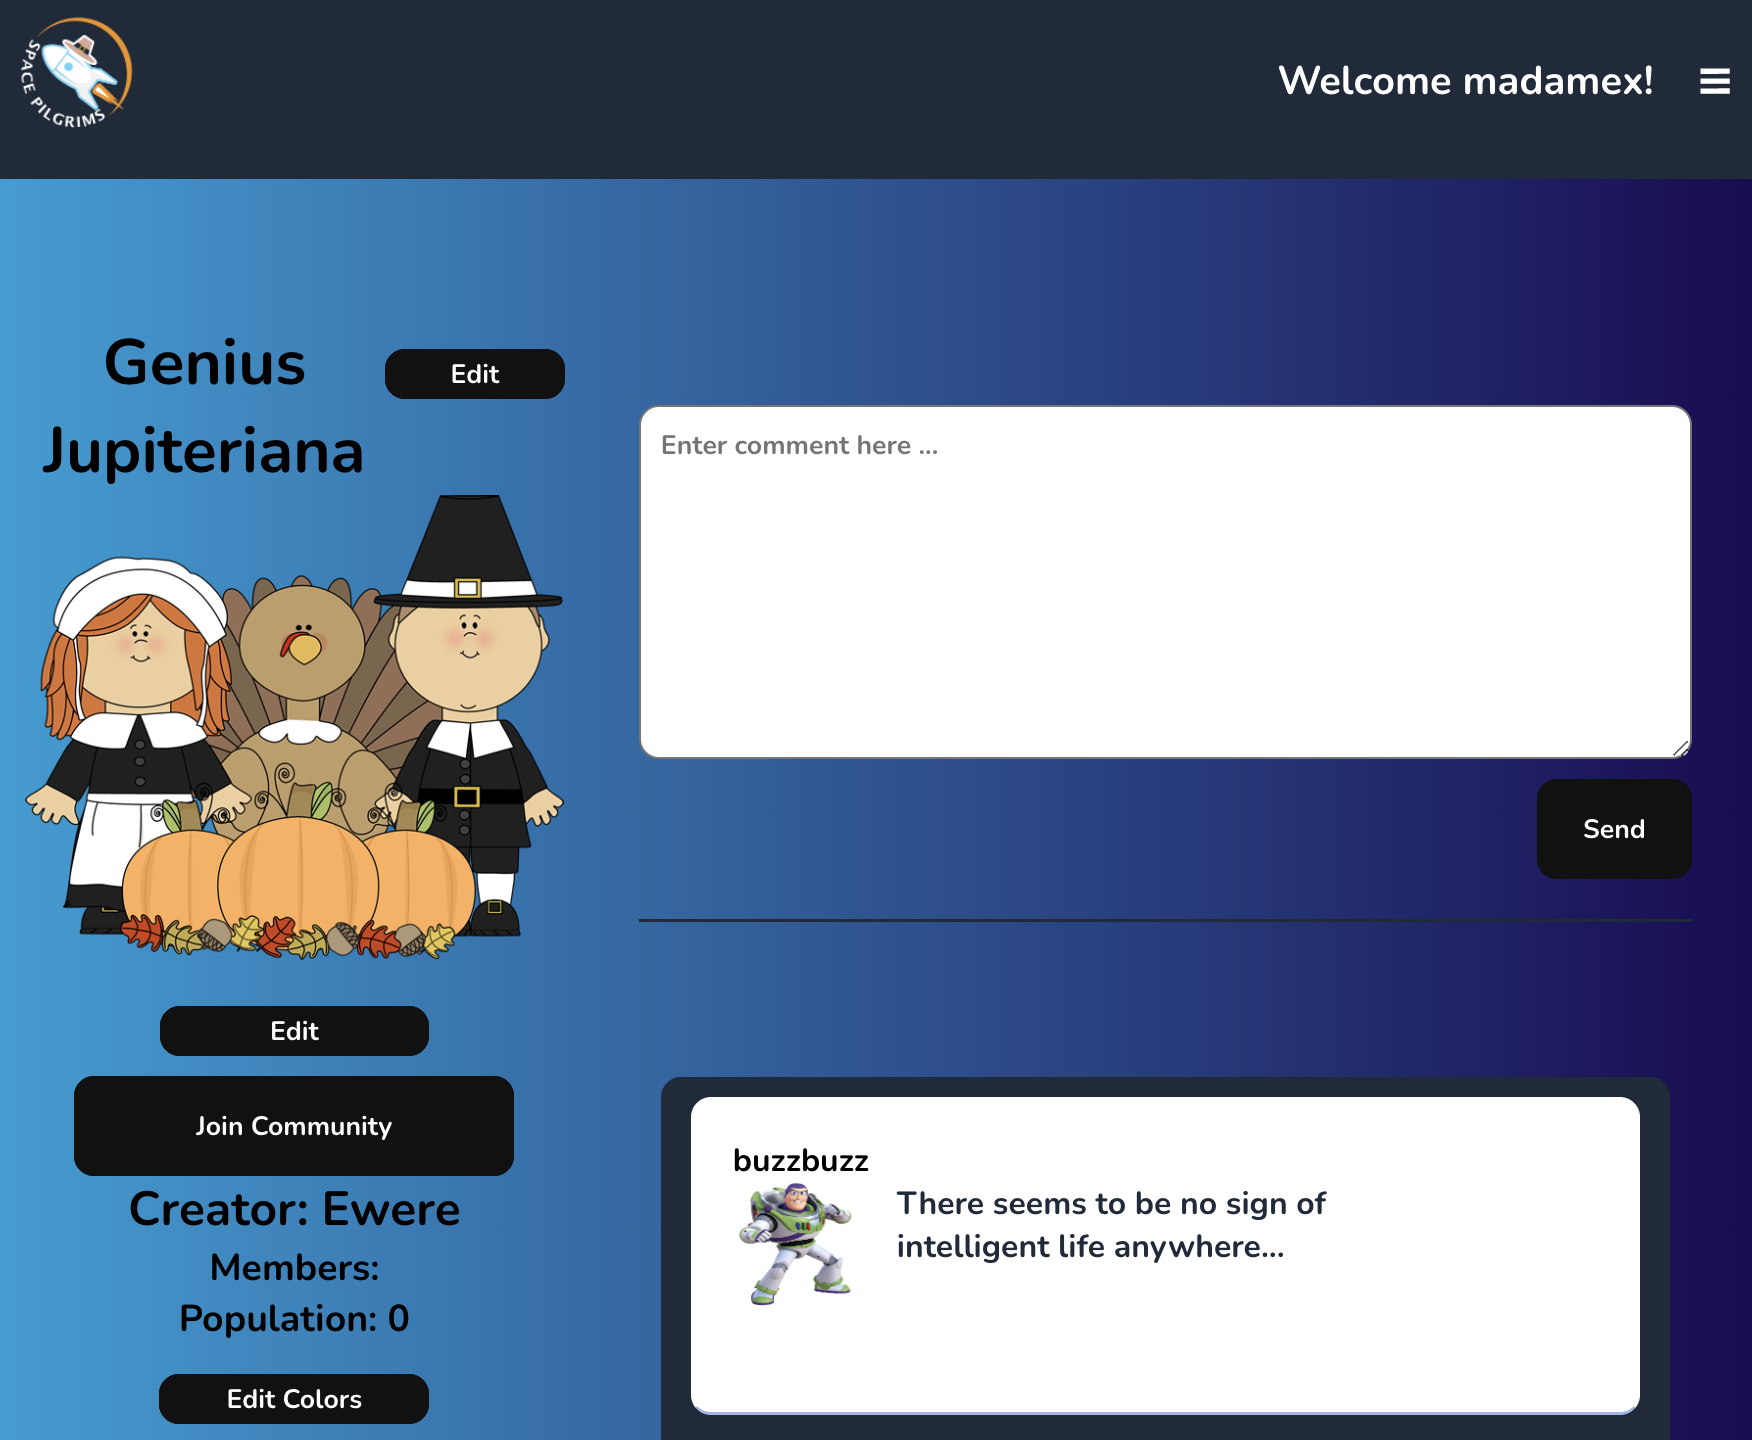 SPACE PILGRIMS
Welcome madamex!
Genius
Jupiteriana
Edit
Edit
Join Community
Creator: Ewere
Members:
Population: 0
Edit Colors
Enter comment here ...
Send
buzzbuzz
There seems to be no sign of
intelligent life anywhere...